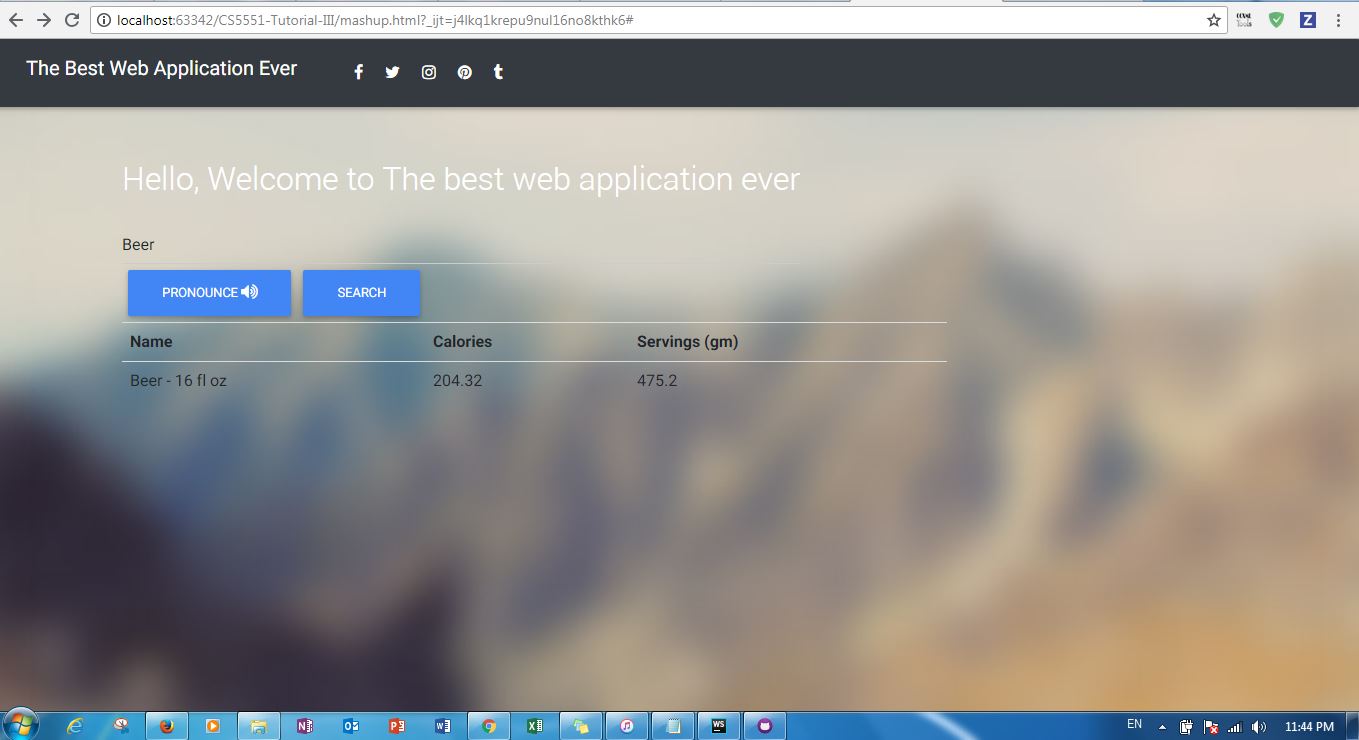 localhost:63342/CS5551-Tutorial-III/mashup.html?_ijt=j4lkq1krepu9nul16no8kthk6#
The Best Web Application Ever
Hello, Welcome to The best web application ever
Beer
PRONOUNCE SEARCH
Name Calories Servings (gm)
Beer - 16 fl oz 204.32 475.2
EN 11:44 PM